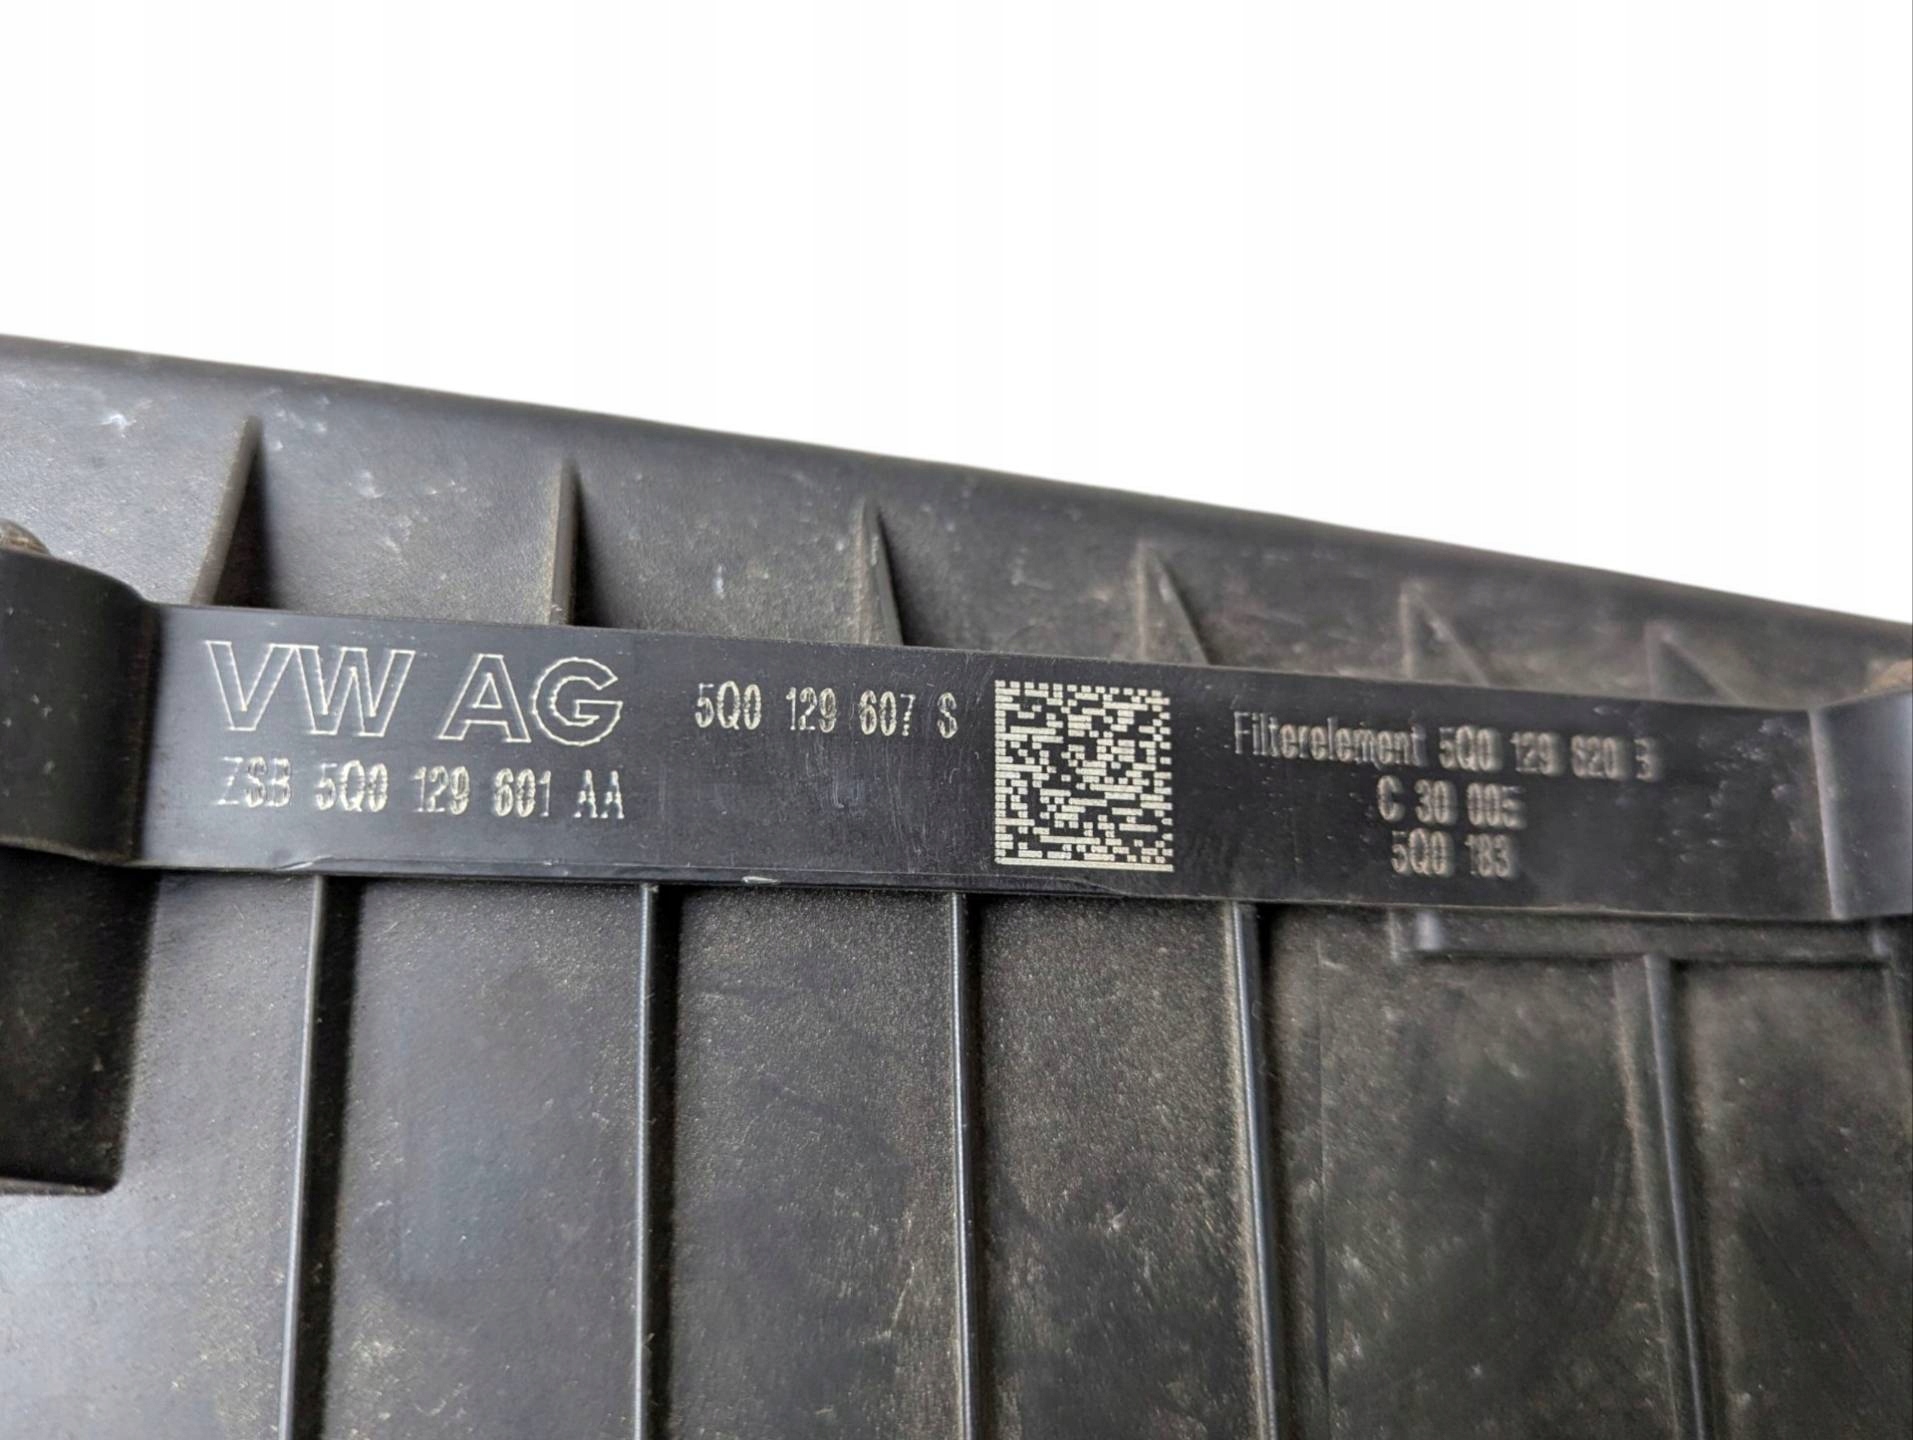 VW AG 5Q0 129 607 S
ZSB 5Q0 129 601 AA
Filterelement 5Q0 129 620 B
C 30 005
5Q0 183